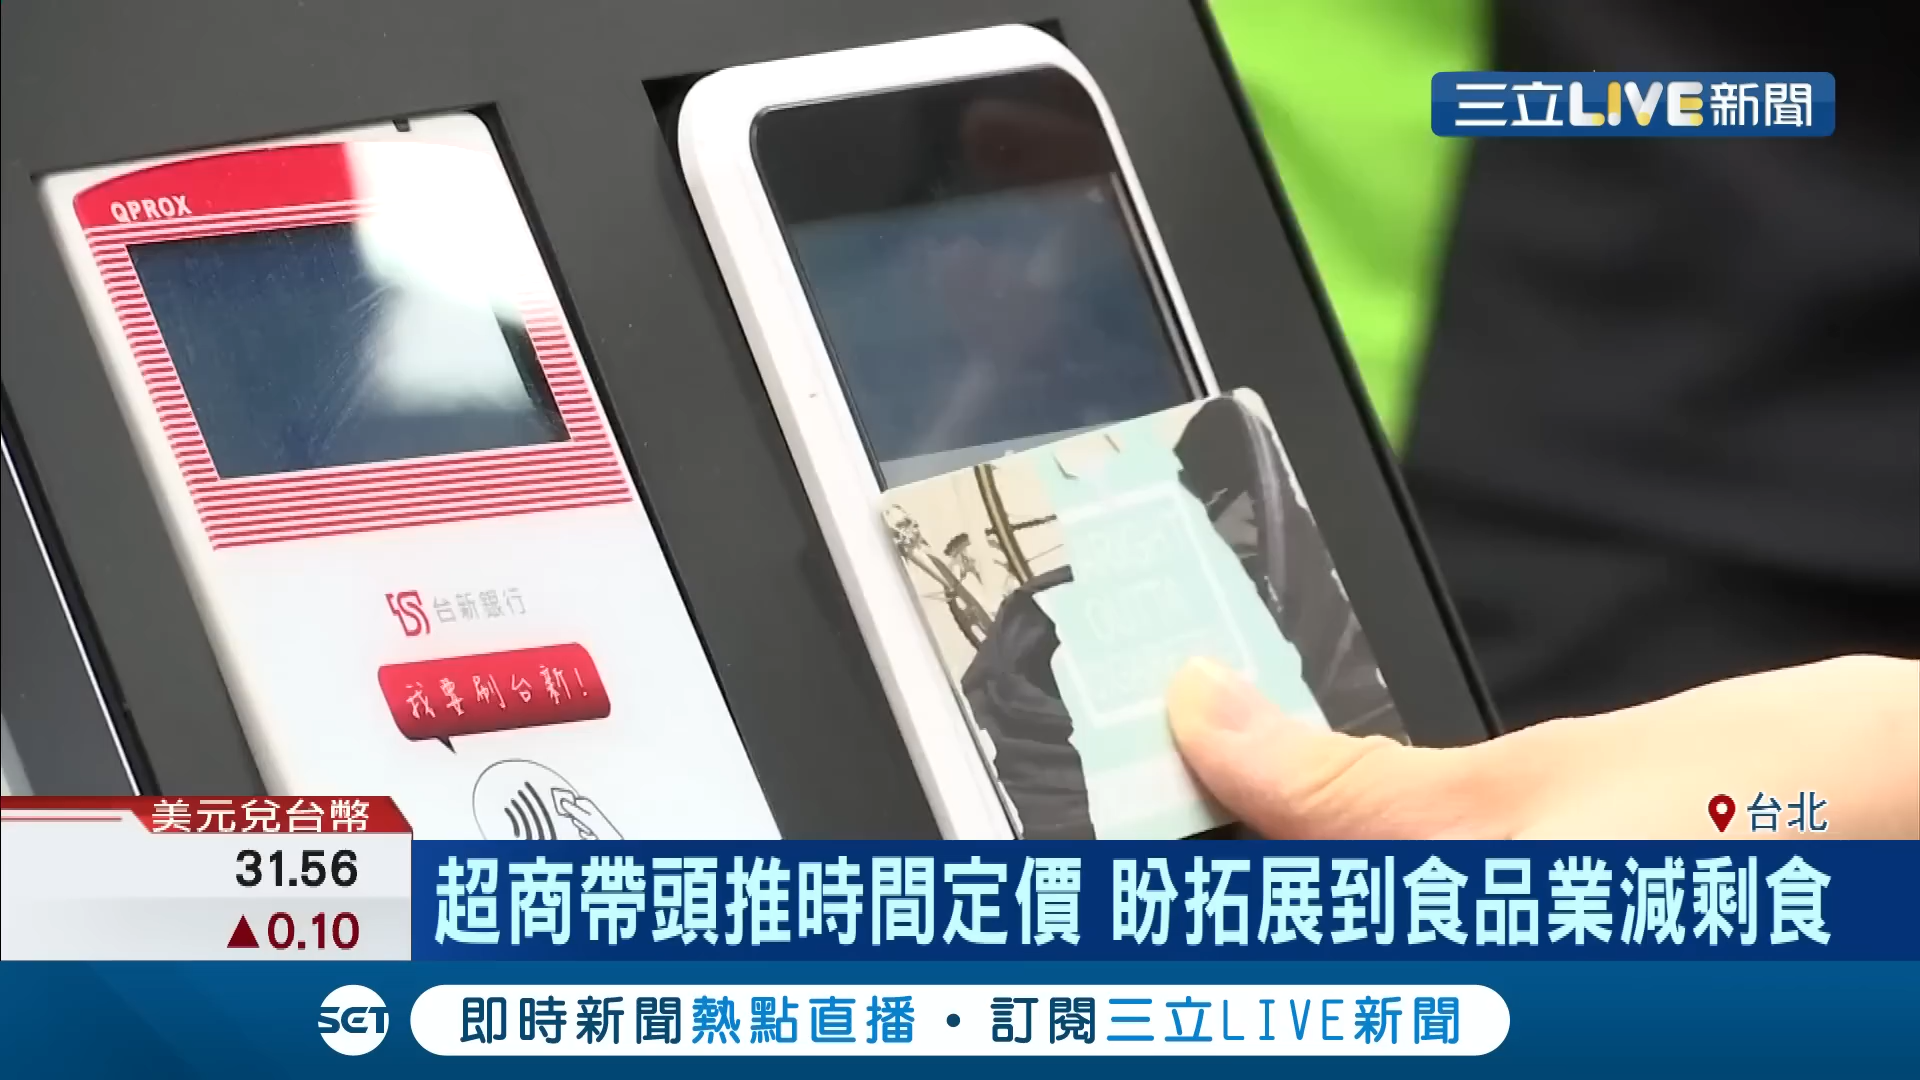 三立LIVE新聞
QPROX
台新銀行
我要刷台新!
台北
美元兌台幣
31.56
▲0.10
超商帶頭推時間定價 盼拓展到食品業減剩食
SET
即時新聞熱點直播・訂閱三立LIVE新聞